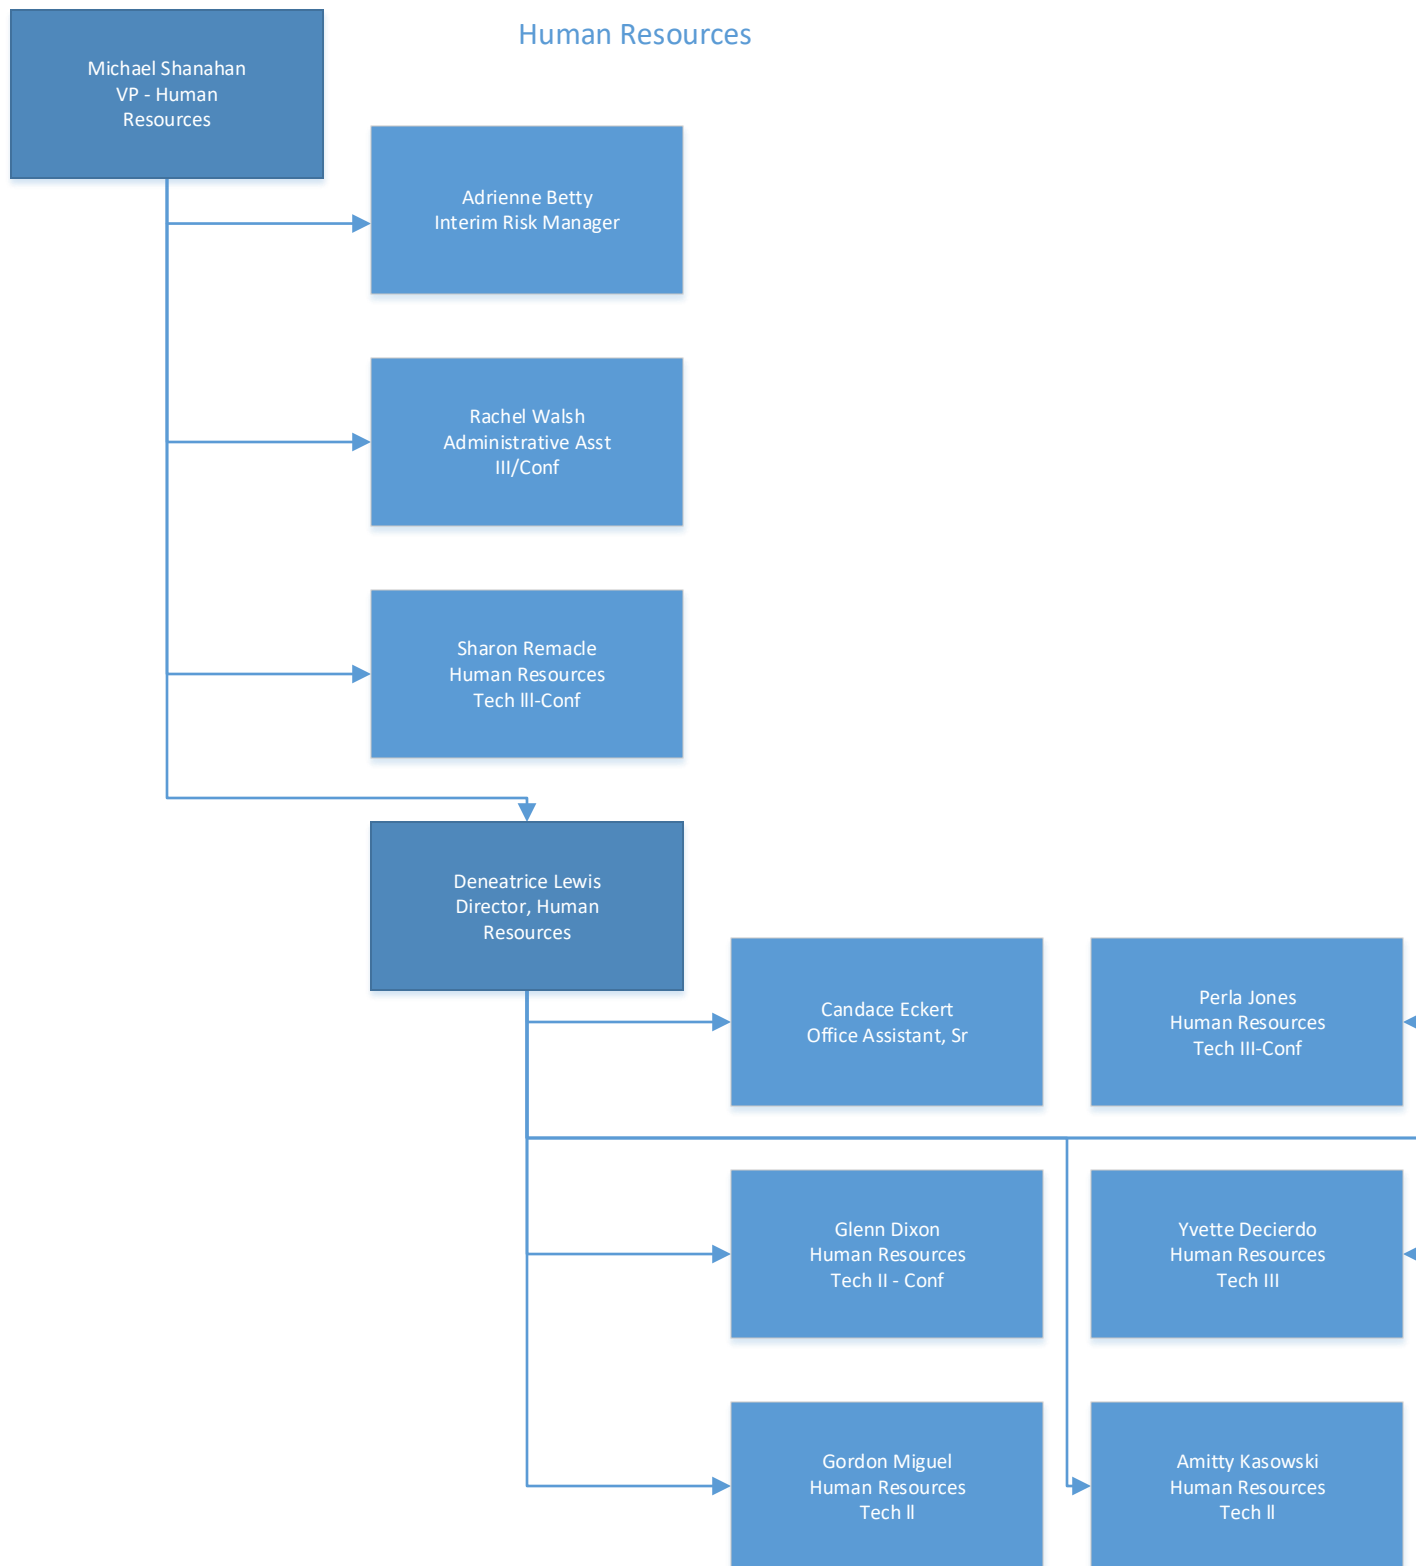 Human Resources
Michael Shanahan
VP - Human
Resources
Adrienne Betty
Interim Risk Manager
Rachel Walsh
Administrative Asst
III/Conf
Sharon Remacle
Human Resources
Tech lll-Conf
Deneatrice Lewis
Director, Human
Resources
Candace Eckert
Office Assistant, Sr
Perla Jones
Human Resources
Tech III-Conf
Glenn Dixon
Human Resources
Tech II - Conf
Yvette Decierdo
Human Resources
Tech III
Gordon Miguel
Human Resources
Tech ll
Amitty Kasowski
Human Resources
Tech ll